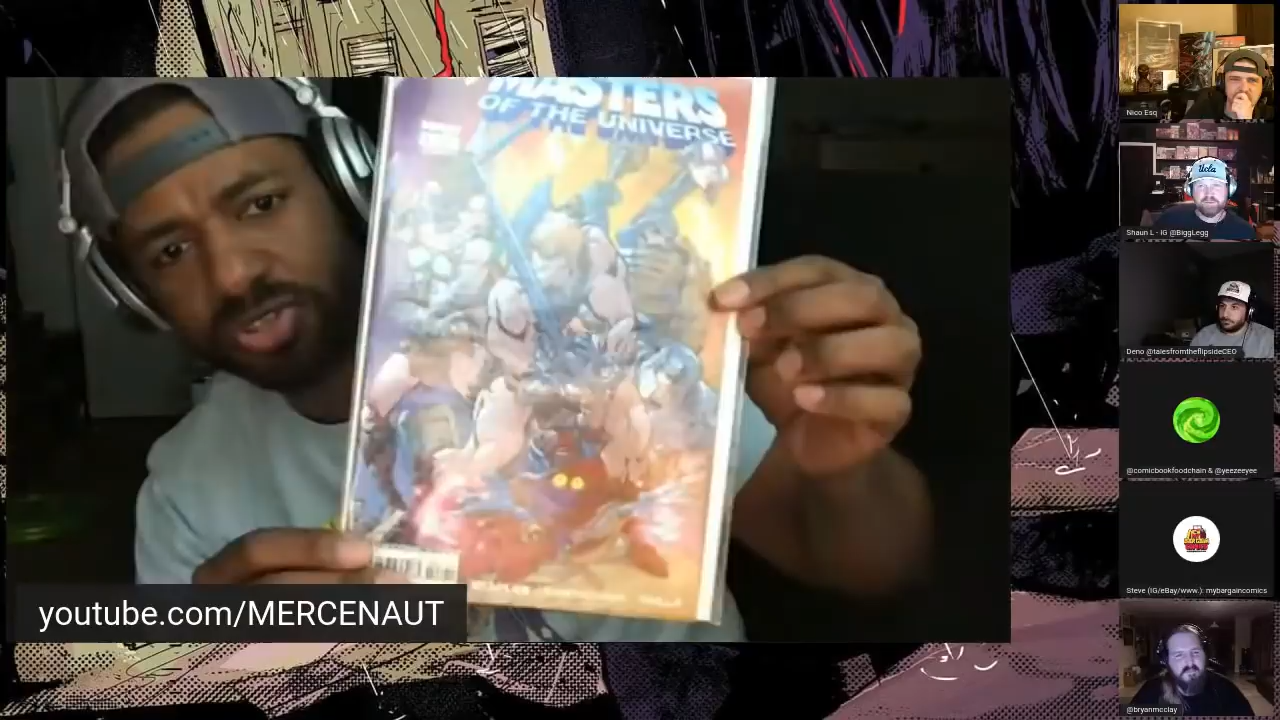 MASTERS
OF THE UNIVERSE
youtube.com/MERCENAUT
Nico Esq
Ucla
Shaun L - IG @BiggLegg
Deno @talesfromtheflipsideCEO
@comicbookfoodchain & @yeezeeyee
Steve (IG/eBay/www.): mybargaincomics
@bryanmcclay